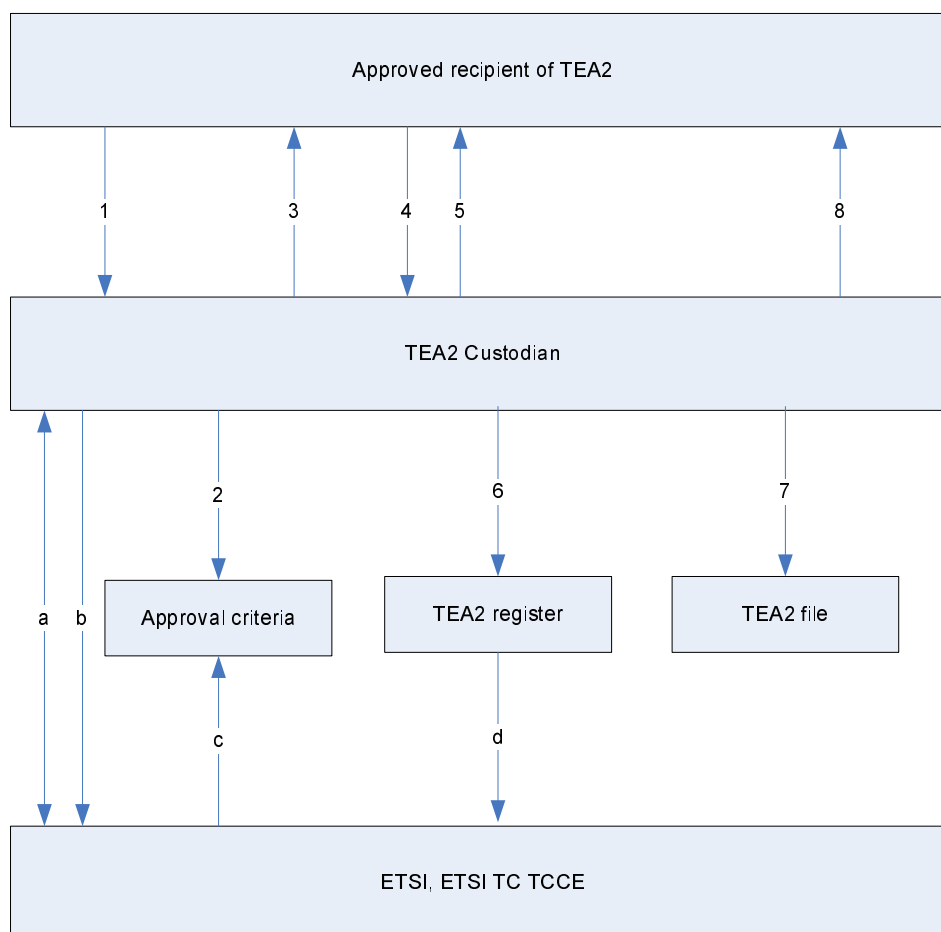 Approved recipient of TEA2
1
3
4
5
8
TEA2 Custodian
2
6
7
a
b
Approval criteria
TEA2 register
TEA2 file
c
d
ETSI, ETSI TC TCCE